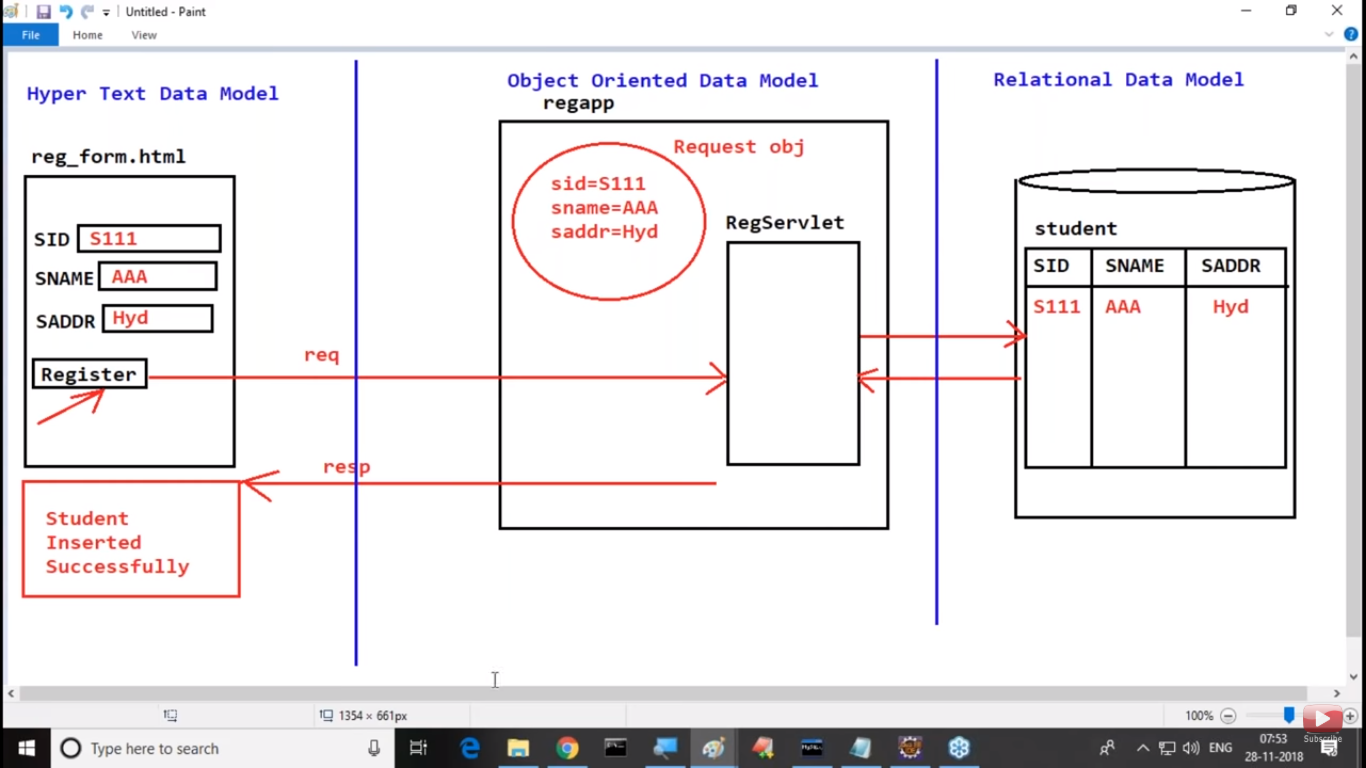 Untitled - Paint
File Home View
Hyper Text Data Model
Object Oriented Data Model
Relational Data Model
regapp
reg_form.html
Request obj
sid=S111
sname=AAA
saddr=Hyd
RegServlet
student
SID S111
SNAME AAA
SADDR Hyd
Register
SID SNAME SADDR
S111 AAA Hyd
req
resp
Student
Inserted
Successfully
1354 × 661px
100%
Subscribe
Type here to search
ENG
07:53
28-11-2018